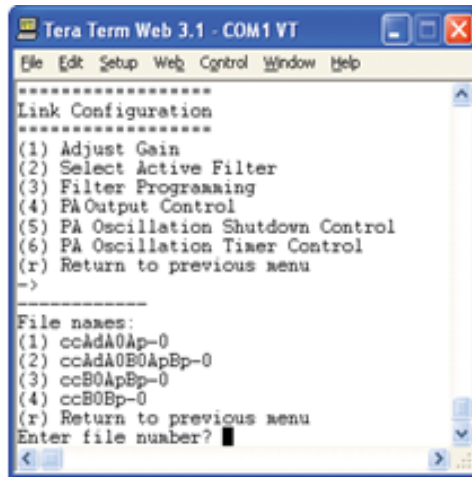 Tera Term Web 3.1 - COM1 VT
File Edit Setup Web Control Window Help
==================
Link Configuration
==================
(1) Adjust Gain
(2) Select Active Filter
(3) Filter Programming
(4) PA Output Control
(5) PA Oscillation Shutdown Control
(6) PA Oscillation Timer Control
(r) Return to previous menu
->
------------
File names:
(1) ccAdA0Ap-0
(2) ccAdA0B0ApBp-0
(3) ccB0ApBp-0
(4) ccB0Bp-0
(r) Return to previous menu
Enter file number?